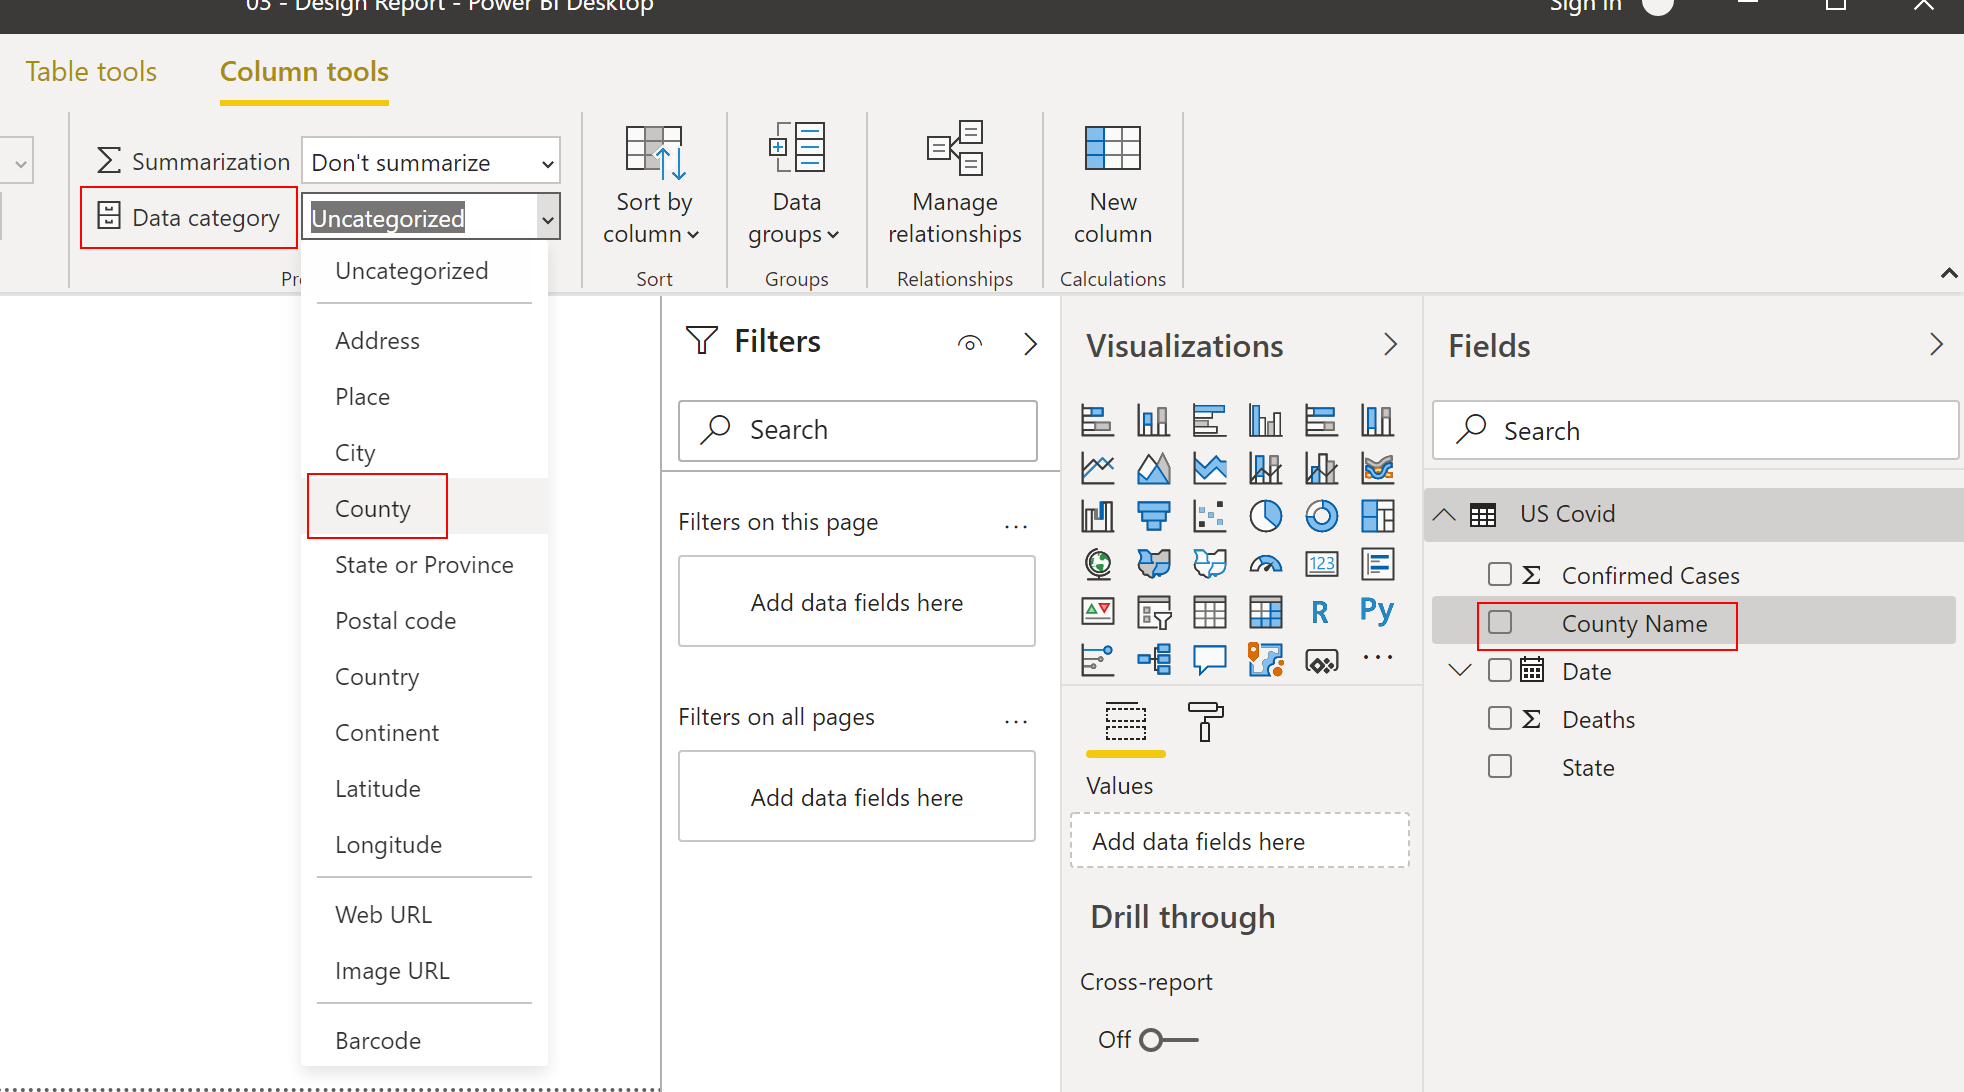 03 - Design Report - Power BI Desktop
Sign in
Table tools
Column tools
Summarization
Don't summarize
Data category
Uncategorized
Sort by
column
Sort
Data
groups
Groups
Manage
relationships
Relationships
New
column
Calculations
Uncategorized
Address
Place
City
County
State or Province
Postal code
Country
Continent
Latitude
Longitude
Web URL
Image URL
Barcode
Filters
Search
Filters on this page
...
Add data fields here
Filters on all pages
...
Add data fields here
Visualizations
123
R
Py
...
Values
Add data fields here
Drill through
Cross-report
Off
Fields
Search
US Covid
Confirmed Cases
County Name
Date
Deaths
State